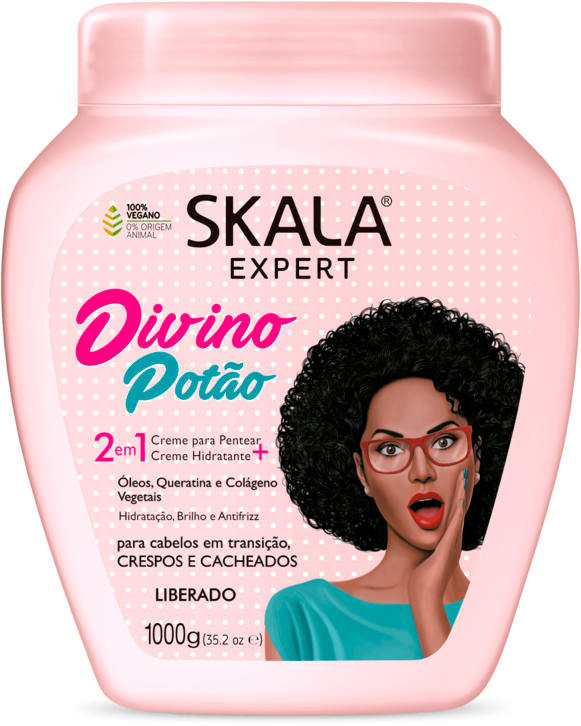 100%
VEGANO
0% ORIGEM
ANIMAL
SKALA®
EXPERT
Divino
Potão
2em1 Creme para Pentear
Creme Hidratante +
Óleos, Queratina e Colágeno
Vegetais
Hidratação, Brilho e Antifrizz
para cabelos em transição,
CRESPOS E CACHEADOS
LIBERADO
1000g (35.2 oz ℮)